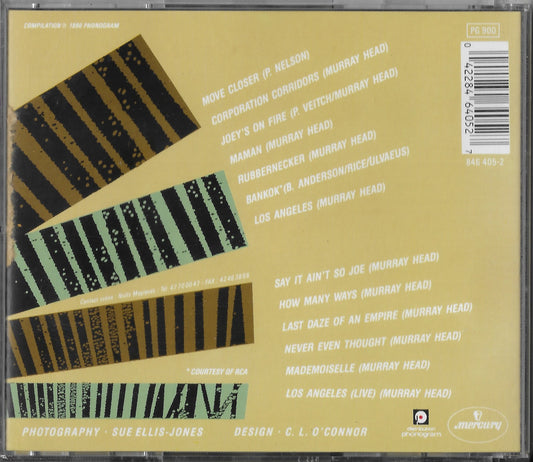 COMPILATION ℗ 1990 PHONOGRAM
PG 900
0 42284 64052 7
846 405-2
MOVE CLOSER (P. NELSON)
CORPORATION CORRIDORS (MURRAY HEAD)
JOEY'S ON FIRE (P. VEITCH/MURRAY HEAD)
MAMAN (MURRAY HEAD)
RUBBERNECKER (MURRAY HEAD)
BANKOK* (B. ANDERSON/RICE/ULVAEUS)
LOS ANGELES (MURRAY HEAD)
SAY IT AIN'T SO JOE (MURRAY HEAD)
HOW MANY WAYS (MURRAY HEAD)
LAST DAZE OF AN EMPIRE (MURRAY HEAD)
NEVER EVEN THOUGHT (MURRAY HEAD)
MADEMOISELLE (MURRAY HEAD)
LOS ANGELES (LIVE) (MURRAY HEAD)
Contact scène
* COURTESY OF RCA
PHOTOGRAPHY · SUE ELLIS-JONES DESIGN · C. L. O'CONNOR
distribution
phonogram
mercury